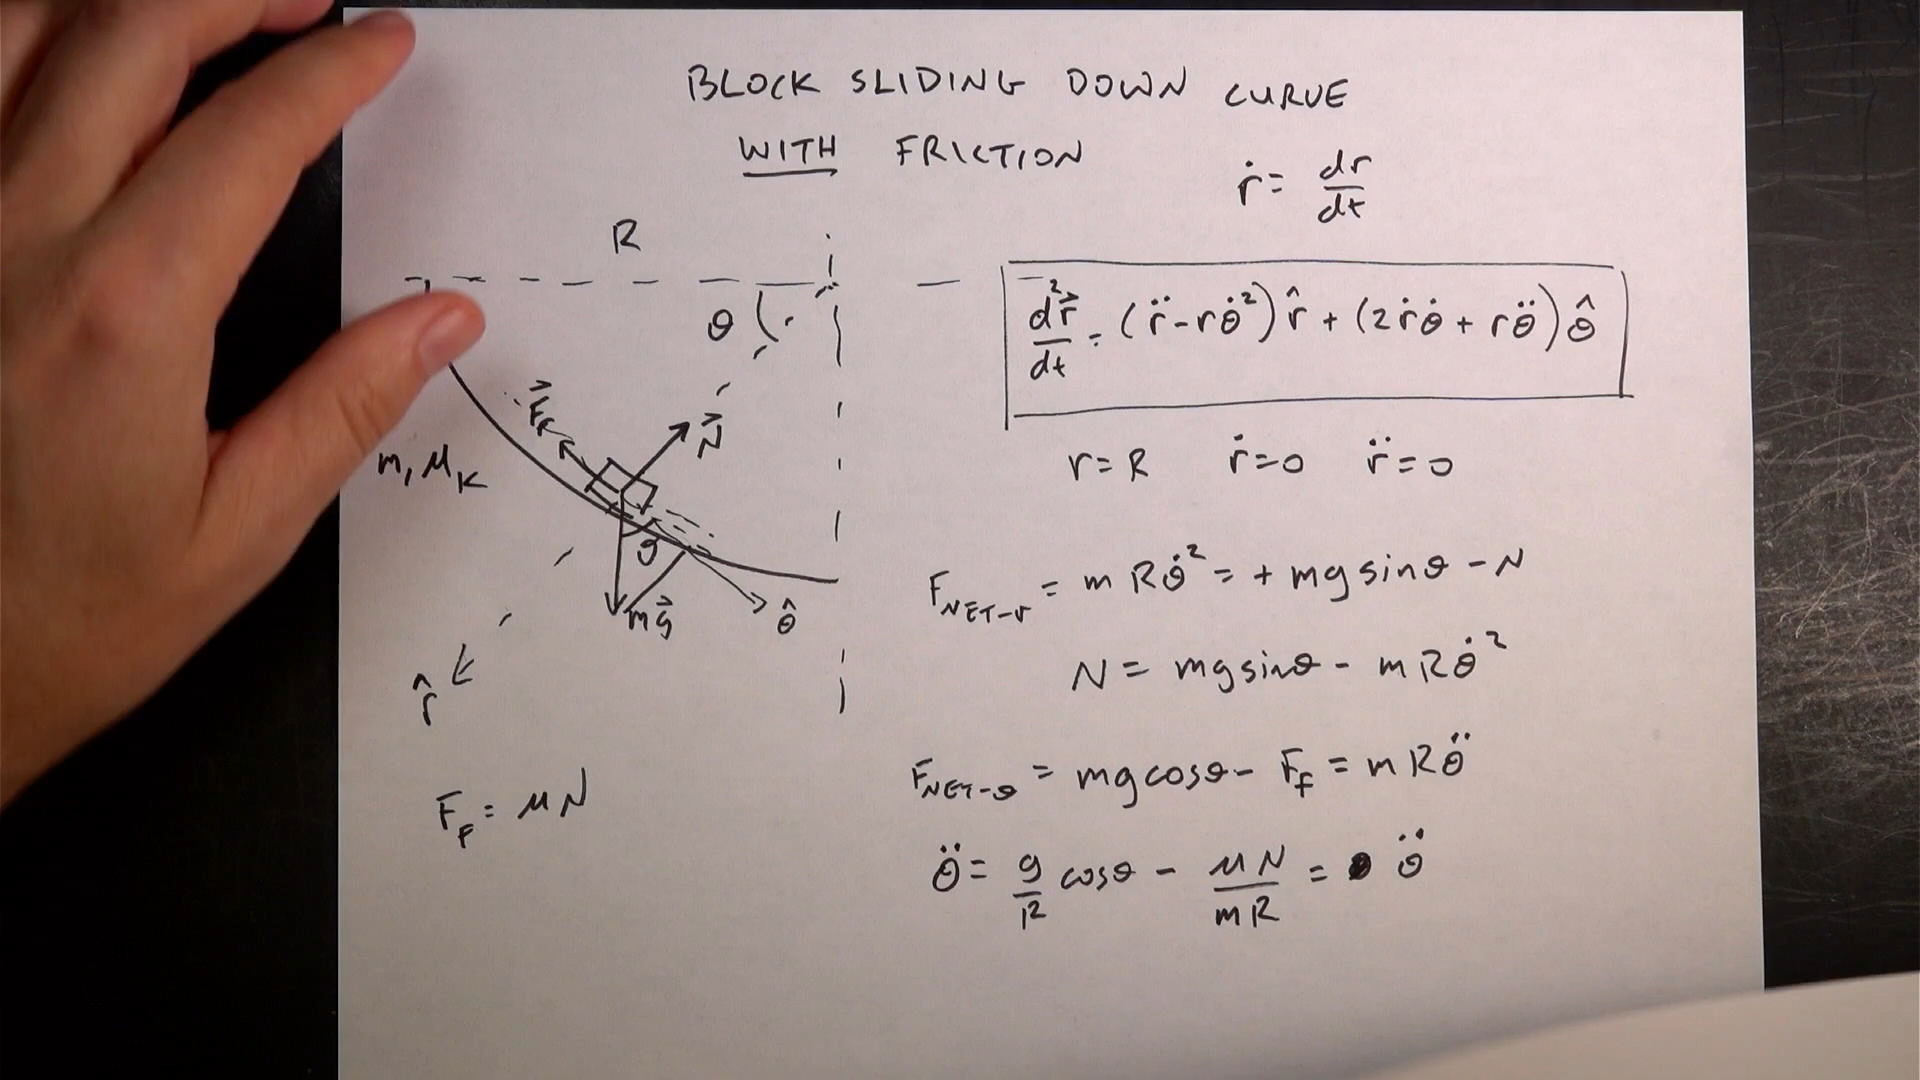 BLOCK SLIDING DOWN CURVE
WITH FRICTION
ṙ = dr/dt
R
θ
d²r⃗/dt = (r̈ - rθ̇²) r̂ + (2ṙθ̇ + rθ̈) θ̂
F⃗f
N⃗
m, μK
r = R ṙ = 0 r̈ = 0
θ
mg⃗
θ̂
r̂
FNET-r = mRθ̇² = + mg sinθ - N
N = mg sinθ - mRθ̇²
FNET-θ = mg cosθ - Ff = mRθ̈
FF = μN
θ̈ = g/R cosθ - μN/mR = θ̈